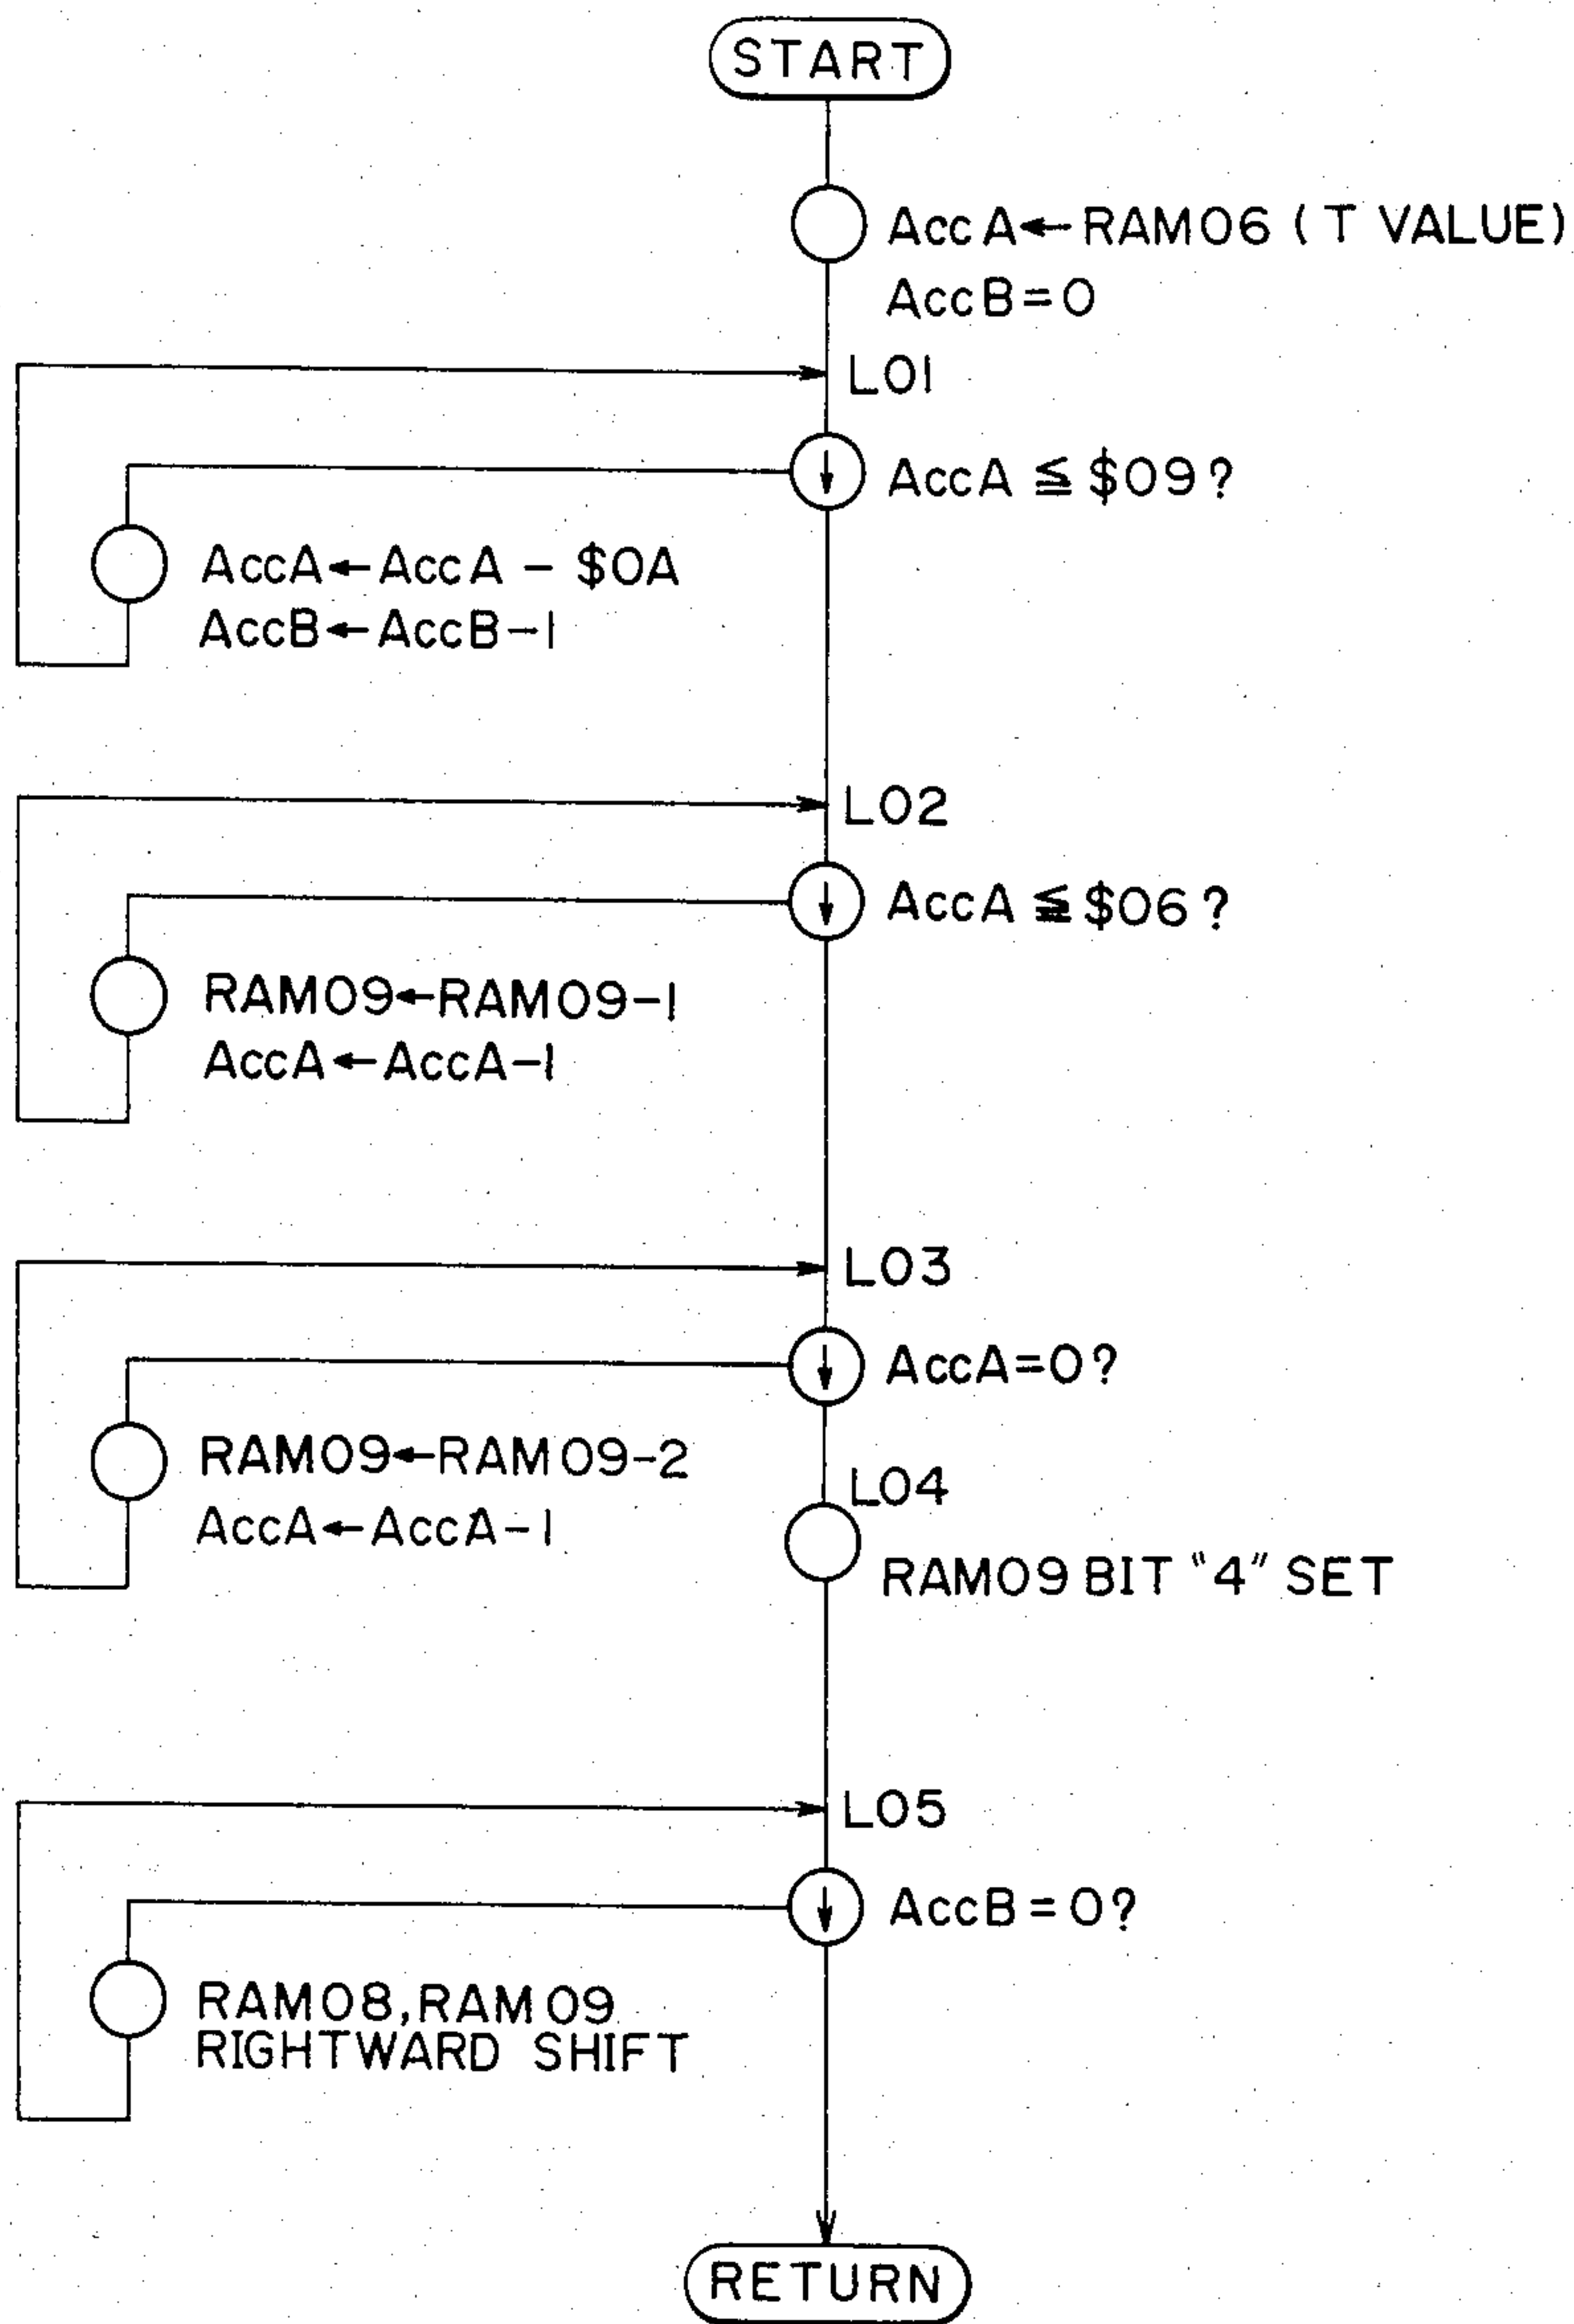 START
AccA←RAM06 (T VALUE)
AccB=0
L01
AccA ≦ $09?
AccA←AccA - $0A
AccB←AccB-1
L02
AccA ≦ $06?
RAM09←RAM09-1
AccA←AccA-1
L03
AccA=0?
RAM09←RAM09-2
AccA←AccA-1
L04
RAM09 BIT "4" SET
L05
AccB=0?
RAM08,RAM09
RIGHTWARD SHIFT
RETURN